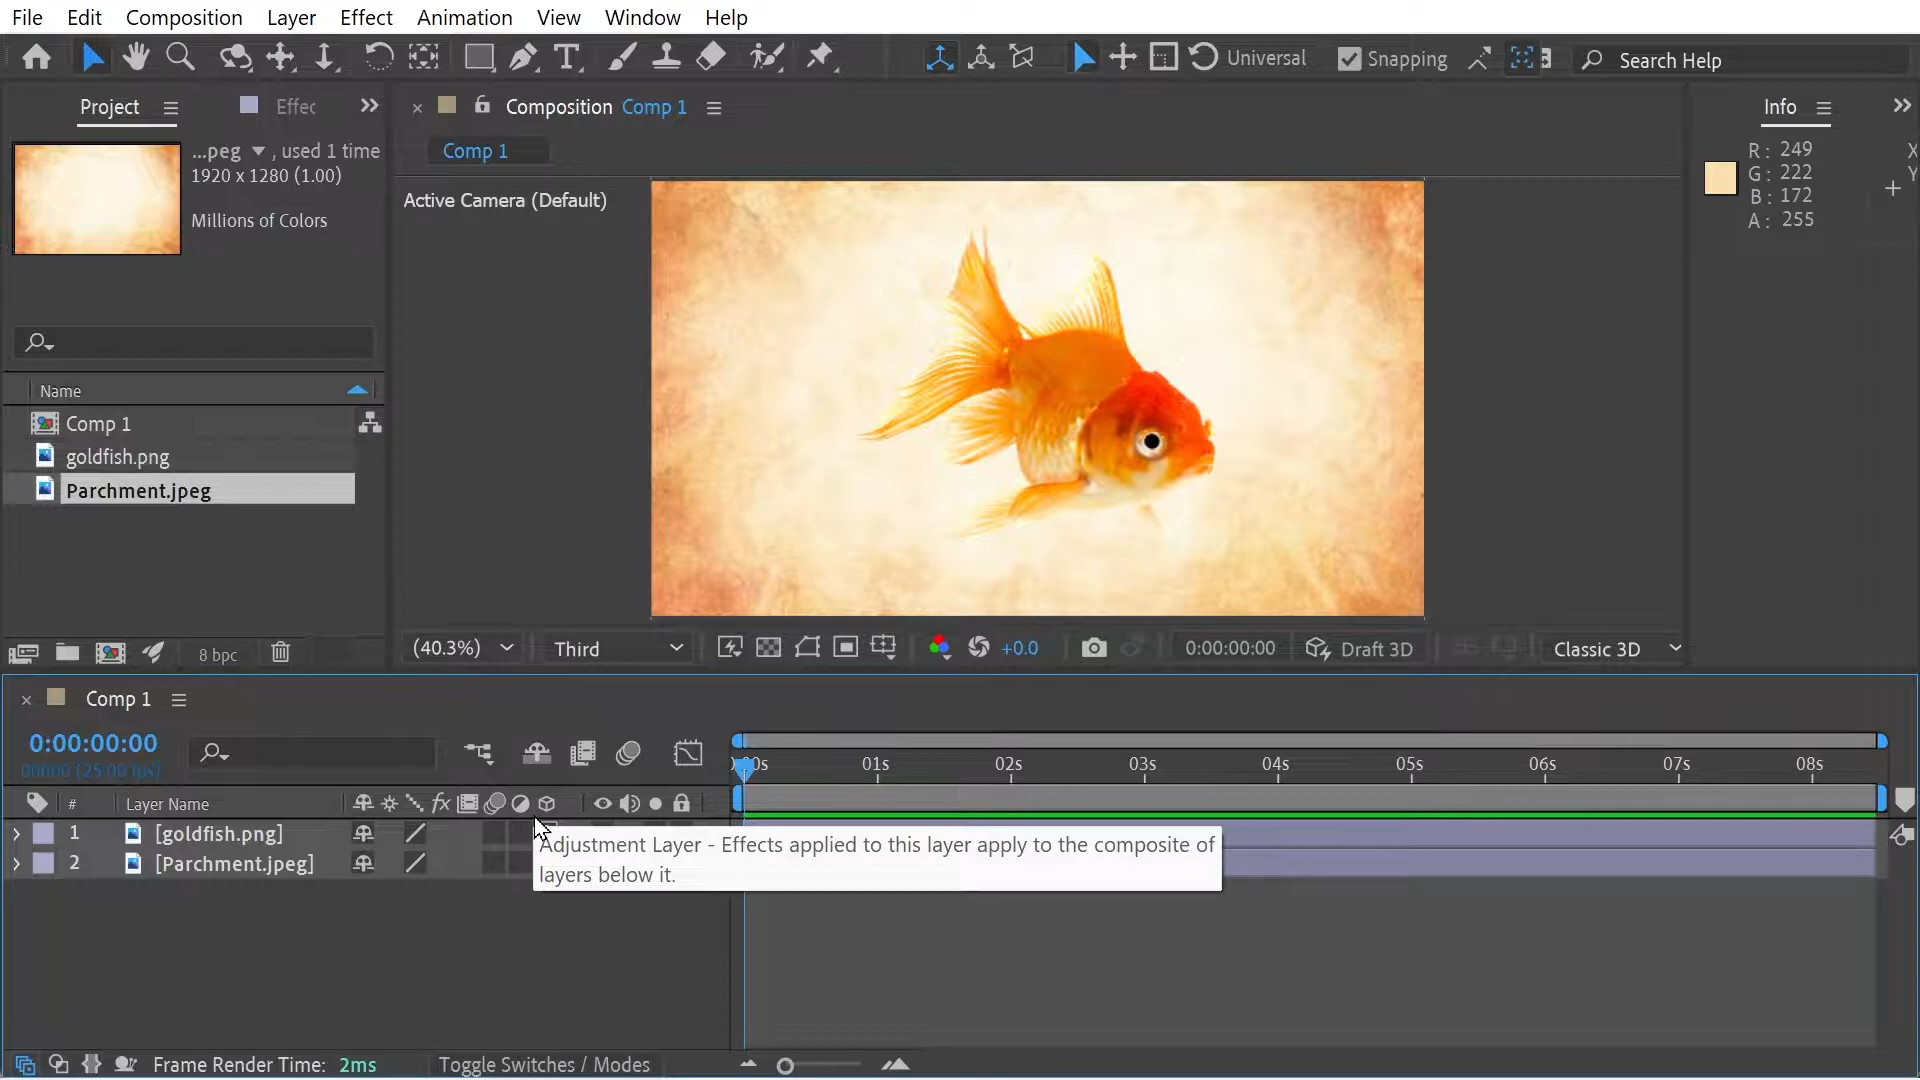 File Edit Composition Layer Effect Animation View Window Help
Universal Snapping Search Help
Project Effec
Composition Comp 1
Info
...peg , used 1 time
1920 x 1280 (1.00)
Millions of Colors
Comp 1
Active Camera (Default)
R: 249
G: 222
B: 172
A: 255
X
Y
Name
Comp 1
goldfish.png
Parchment.jpeg
8 bpc
(40.3%) Third +0.0 0:00:00:00 Draft 3D Classic 3D
Comp 1
0:00:00:00
00000 (25.00 fps)
01s 02s 03s 04s 05s 06s 07s 08s
# Layer Name fx
1 [goldfish.png]
2 [Parchment.jpeg]
Adjustment Layer - Effects applied to this layer apply to the composite of
layers below it.
Frame Render Time: 2ms Toggle Switches / Modes